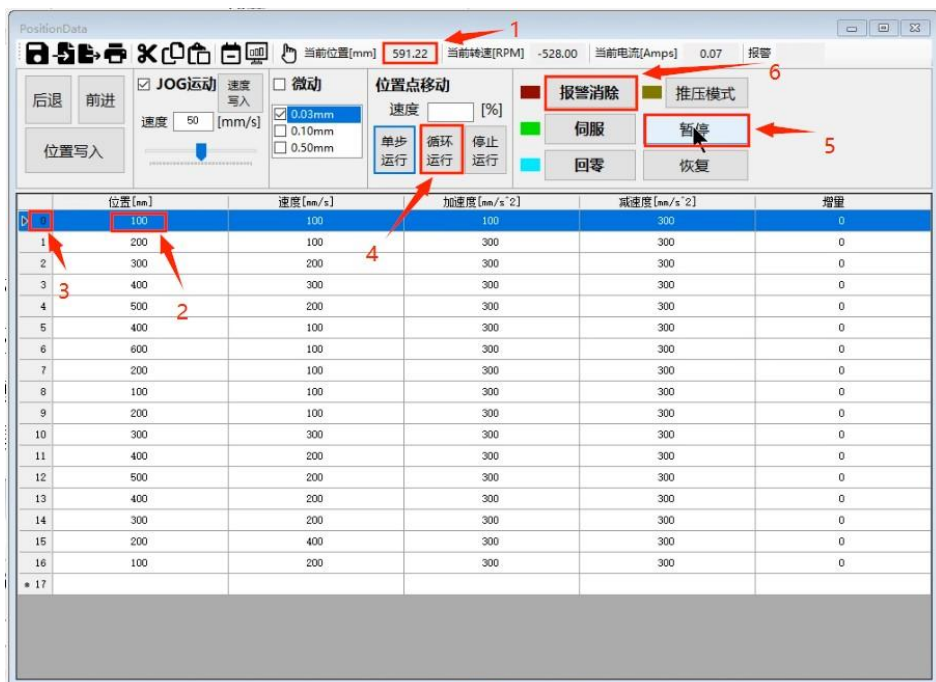 PositionData
当前位置[mm] 591.22 当前转速[RPM] -528.00 当前电流[Amps] 0.07 报警
1
后退 前进 位置写入
JOG运动 速度写入
速度 50 [mm/s]
微动
0.03mm
0.10mm
0.50mm
位置点移动
速度 [%]
单步运行 循环运行 停止运行
报警消除 推压模式
伺服 暂停
回零 恢复
6
5
4
位置[mm] 速度[mm/s] 加速度[mm/s^2] 减速度[mm/s^2] 增量
0 100 100 100 300 0
1 200 100 300 300 0
2 300 200 300 300 0
3 400 300 300 300 0
4 500 200 300 300 0
5 400 100 300 300 0
6 600 100 300 300 0
7 200 100 300 300 0
8 100 100 300 300 0
9 200 100 300 300 0
10 300 300 300 300 0
11 400 200 300 300 0
12 500 200 300 300 0
13 400 200 300 300 0
14 300 200 300 300 0
15 200 400 300 300 0
16 100 200 300 300 0
17
3
2